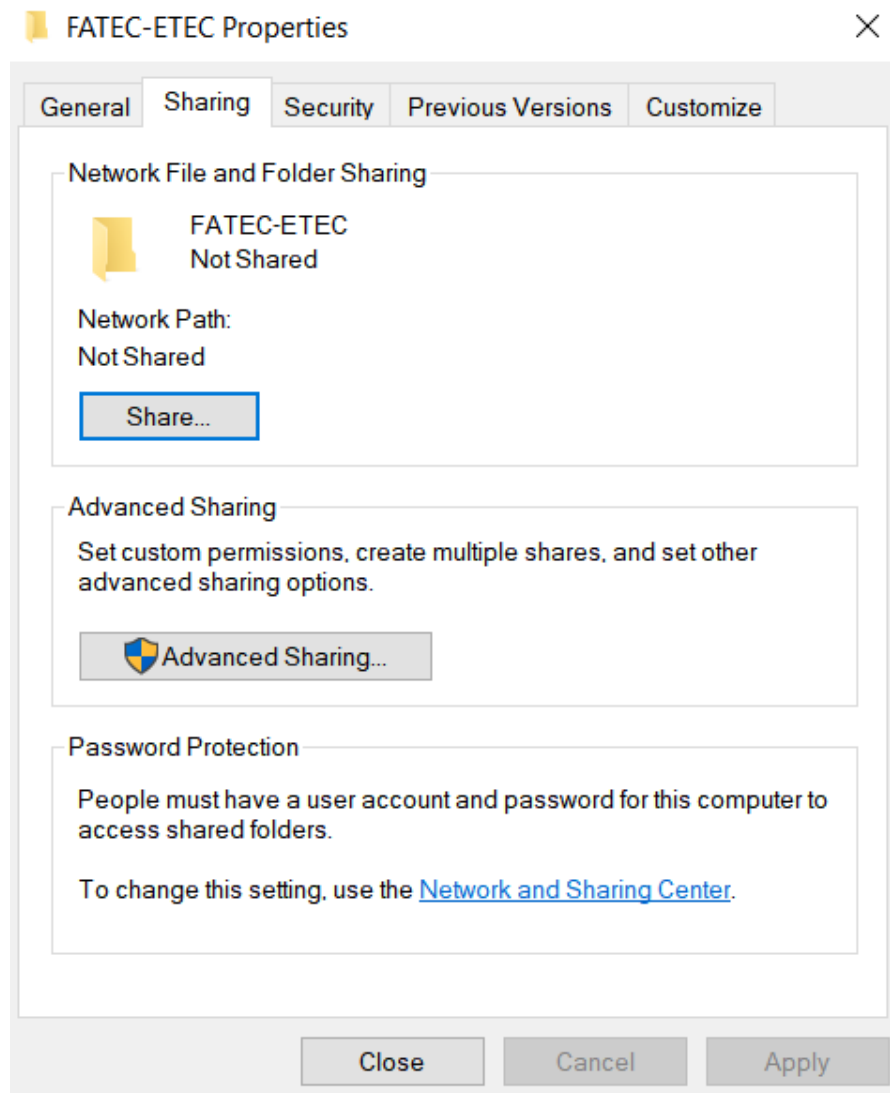 FATEC-ETEC Properties
General Sharing Security Previous Versions Customize
Network File and Folder Sharing
FATEC-ETEC
Not Shared
Network Path:
Not Shared
Share...
Advanced Sharing
Set custom permissions, create multiple shares, and set other
advanced sharing options.
Advanced Sharing...
Password Protection
People must have a user account and password for this computer to
access shared folders.
To change this setting, use the Network and Sharing Center.
Close Cancel Apply